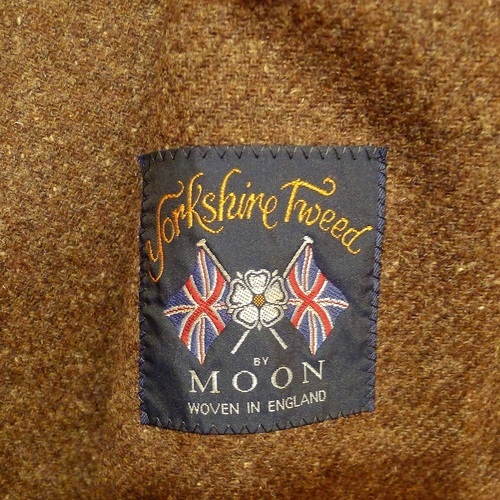 Yorkshire Tweed
BY
MOON
WOVEN IN ENGLAND